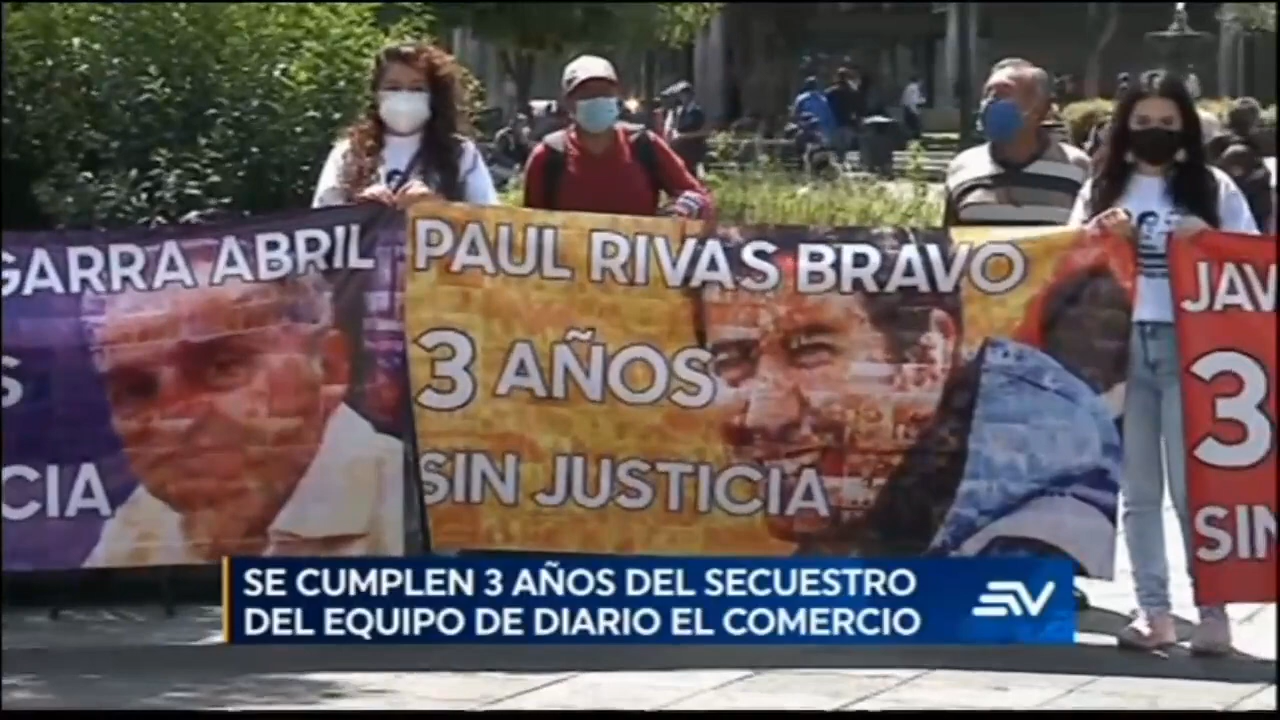 GARRA ABRIL
CIA
PAUL RIVAS BRAVO
3 AÑOS
SIN JUSTICIA
JAV
3
SIN
SE CUMPLEN 3 AÑOS DEL SECUESTRO
DEL EQUIPO DE DIARIO EL COMERCIO